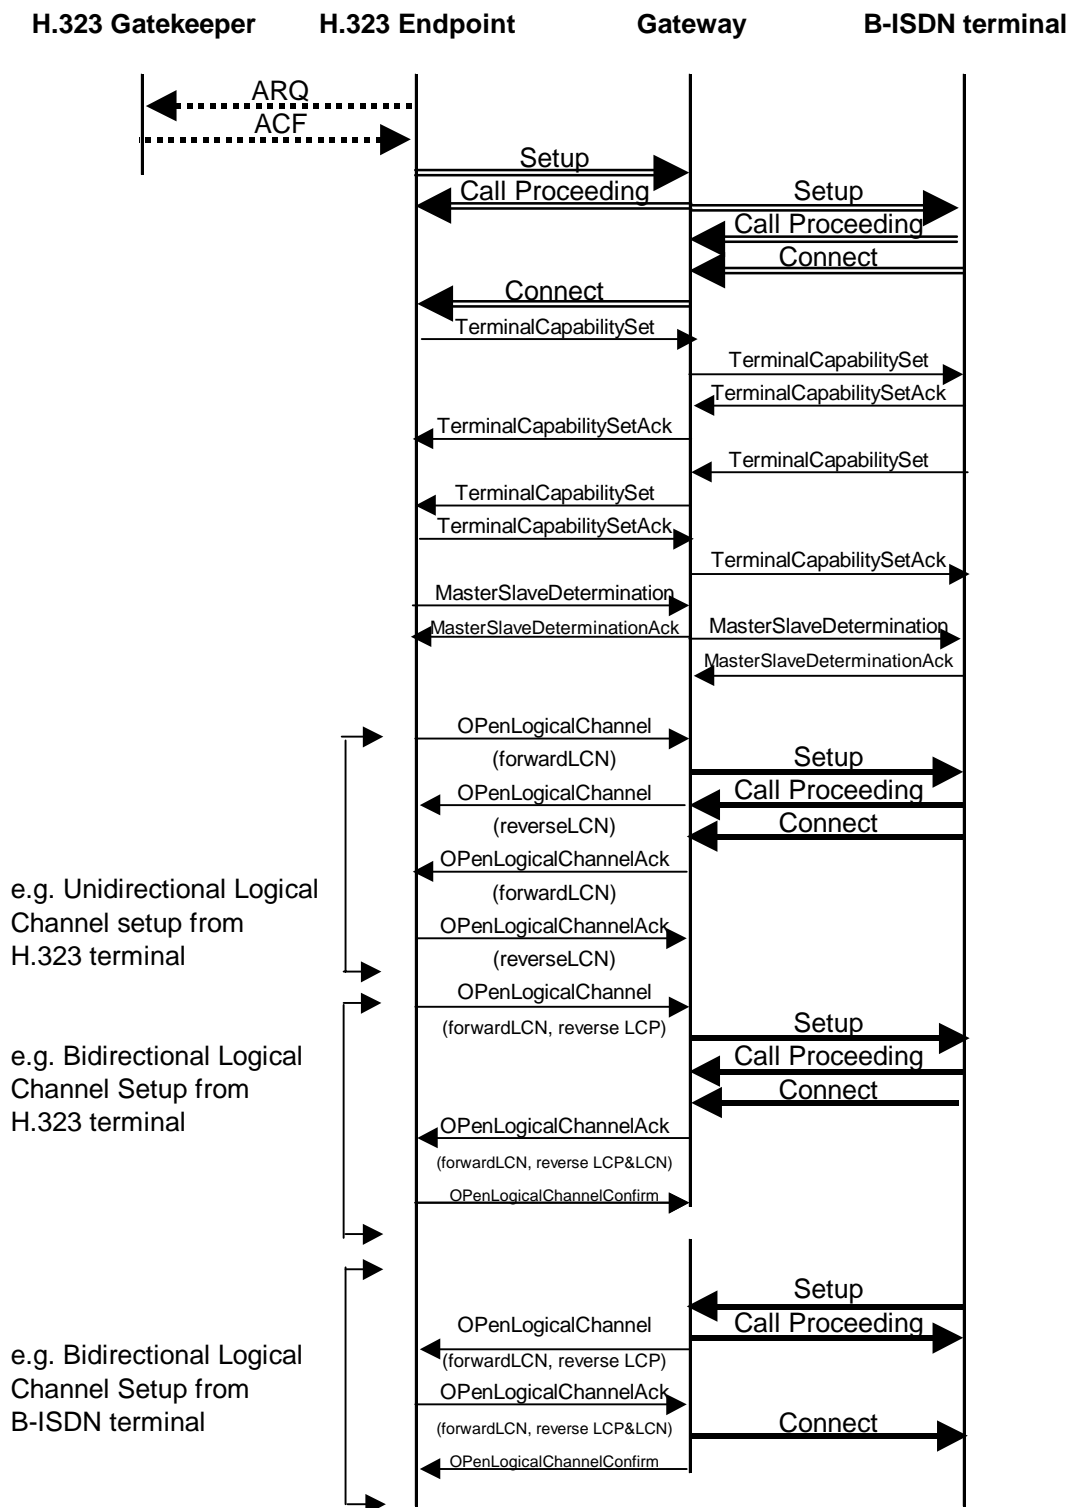 H.323 Gatekeeper H.323 Endpoint Gateway B-ISDN terminal
ARQ
ACF
Setup
Call Proceeding Setup
Call Proceeding
Connect
Connect
TerminalCapabilitySet
TerminalCapabilitySet
TerminalCapabilitySetAck
TerminalCapabilitySetAck
TerminalCapabilitySet
TerminalCapabilitySet
TerminalCapabilitySetAck
TerminalCapabilitySetAck
MasterSlaveDetermination
MasterSlaveDeterminationAck MasterSlaveDetermination
MasterSlaveDeterminationAck
OPenLogicalChannel
(forwardLCN) Setup
OPenLogicalChannel Call Proceeding
(reverseLCN) Connect
OPenLogicalChannelAck
(forwardLCN)
OPenLogicalChannelAck
(reverseLCN)
e.g. Unidirectional Logical
Channel setup from
H.323 terminal
OPenLogicalChannel
(forwardLCN, reverse LCP) Setup
Call Proceeding
Connect
e.g. Bidirectional Logical
Channel Setup from
H.323 terminal
OPenLogicalChannelAck
(forwardLCN, reverse LCP&LCN)
OPenLogicalChannelConfirm
Setup
OPenLogicalChannel Call Proceeding
(forwardLCN, reverse LCP)
e.g. Bidirectional Logical
Channel Setup from
B-ISDN terminal
OPenLogicalChannelAck
(forwardLCN, reverse LCP&LCN) Connect
OPenLogicalChannelConfirm